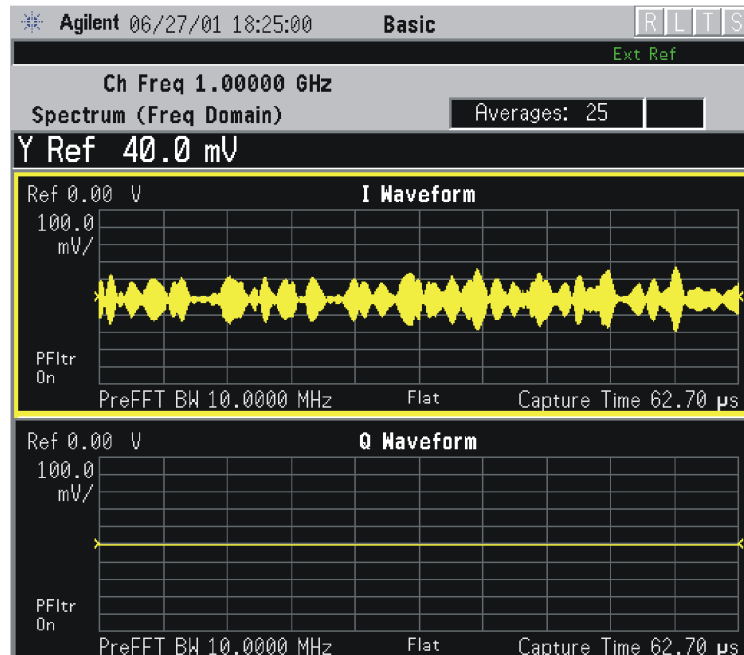 Agilent 06/27/01 18:25:00 Basic R L T S
Ext Ref
Ch Freq 1.00000 GHz
Spectrum (Freq Domain) Averages: 25
Y Ref 40.0 mV
Ref 0.00 V I Waveform
100.0
mV/
PFltr
On
PreFFT BW 10.0000 MHz Flat Capture Time 62.70 µs
Ref 0.00 V Q Waveform
100.0
mV/
PFltr
On
PreFFT BW 10.0000 MHz Flat Capture Time 62.70 µs